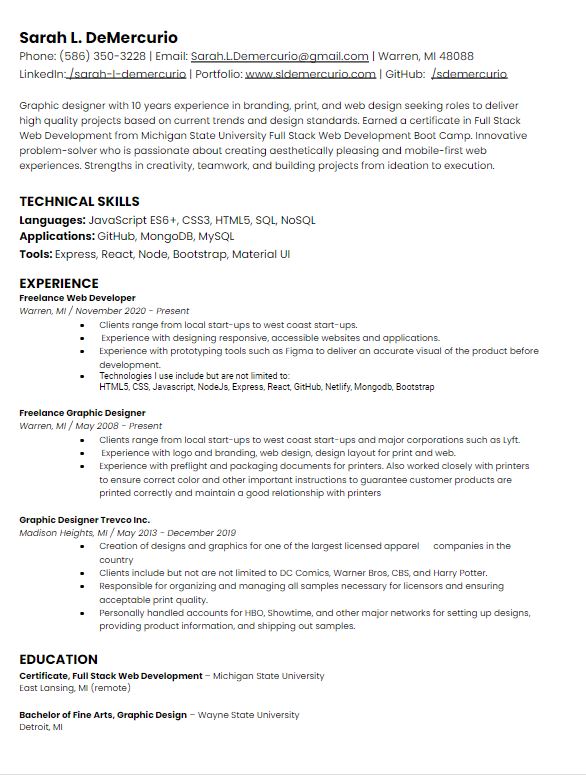 Sarah L. DeMercurio
Phone: (586) 350-3228 | Email: Sarah.L.Demercurio@gmail.com | Warren, MI 48088
LinkedIn: /sarah-l-demercurio | Portfolio: www.sldemercurio.com | GitHub: /sdemercurio
Graphic designer with 10 years experience in branding, print, and web design seeking roles to deliver
high quality projects based on current trends and design standards. Earned a certificate in Full Stack
Web Development from Michigan State University Full Stack Web Development Boot Camp. Innovative
problem-solver who is passionate about creating aesthetically pleasing and mobile-first web
experiences. Strengths in creativity, teamwork, and building projects from ideation to execution.
TECHNICAL SKILLS
Languages: JavaScript ES6+, CSS3, HTML5, SQL, NoSQL
Applications: GitHub, MongoDB, MySQL
Tools: Express, React, Node, Bootstrap, Material UI
EXPERIENCE
Freelance Web Developer
Warren, MI / November 2020 - Present
• Clients range from local start-ups to west coast start-ups.
• Experience with designing responsive, accessible websites and applications.
• Experience with prototyping tools such as Figma to deliver an accurate visual of the product before
development.
• Technologies I use include but are not limited to:
HTML5, CSS, Javascript, NodeJs, Express, React, GitHub, Netlify, Mongodb, Bootstrap
Freelance Graphic Designer
Warren, MI / May 2008 - Present
• Clients range from local start-ups to west coast start-ups and major corporations such as Lyft.
• Experience with logo and branding, web design, design layout for print and web.
• Experience with preflight and packaging documents for printers. Also worked closely with printers
to ensure correct color and other important instructions to guarantee customer products are
printed correctly and maintain a good relationship with printers
Graphic Designer Trevco Inc.
Madison Heights, MI / May 2013 - December 2019
• Creation of designs and graphics for one of the largest licensed apparel companies in the
country
• Clients include but not are not limited to DC Comics, Warner Bros, CBS, and Harry Potter.
• Responsible for organizing and managing all samples necessary for licensors and ensuring
acceptable print quality.
• Personally handled accounts for HBO, Showtime, and other major networks for setting up designs,
providing product information, and shipping out samples.
EDUCATION
Certificate, Full Stack Web Development – Michigan State University
East Lansing, MI (remote)
Bachelor of Fine Arts, Graphic Design – Wayne State University
Detroit, MI